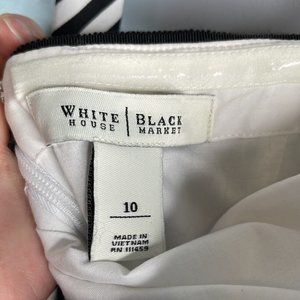 WHITE | BLACK
HOUSE | MARKET
10
MADE IN
VIETNAM
RN 111459